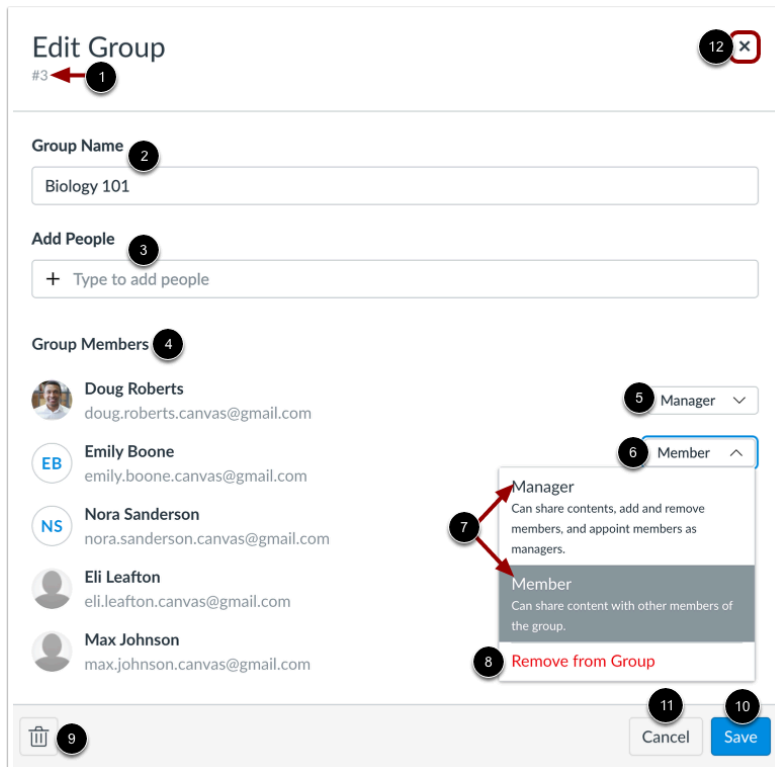 Edit Group
12
#3
1
Group Name
2
Biology 101
Add People
3
+ Type to add people
Group Members
4
Doug Roberts
doug.roberts.canvas@gmail.com
5
Manager
EB
Emily Boone
emily.boone.canvas@gmail.com
6
Member
7
Manager
Can share contents, add and remove
members, and appoint members as
managers.
Member
Can share content with other members of
the group.
8
Remove from Group
NS
Nora Sanderson
nora.sanderson.canvas@gmail.com
Eli Leafton
eli.leafton.canvas@gmail.com
Max Johnson
max.johnson.canvas@gmail.com
9
11
Cancel
10
Save